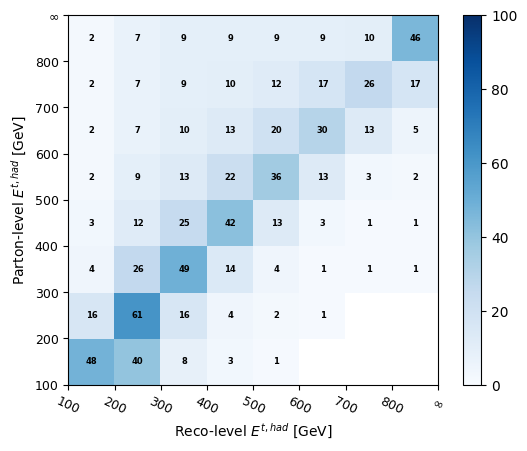 ∞
2 7 9 9 9 9 10 46
800
2 7 9 10 12 17 26 17
700
2 7 10 13 20 30 13 5
600
2 9 13 22 36 13 3 2
500
3 12 25 42 13 3 1 1
400
4 26 49 14 4 1 1 1
300
16 61 16 4 2 1
200
48 40 8 3 1
100
100 200 300 400 500 600 700 800 ∞
Reco-level E^{t,had} [GeV]
Parton-level E^{t,had} [GeV]
100
80
60
40
20
0